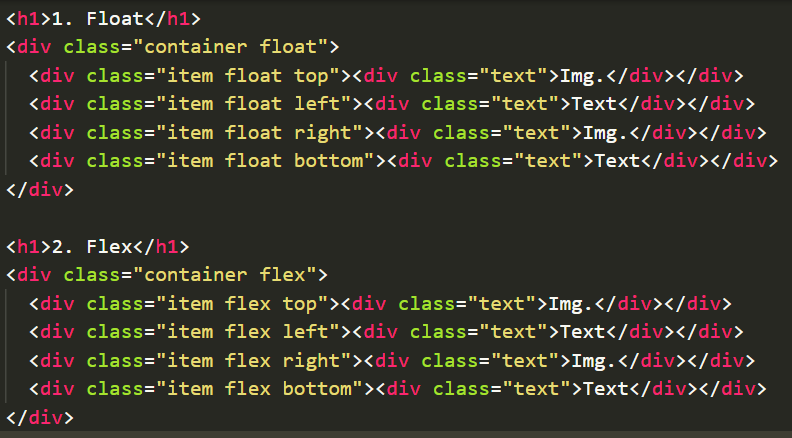 <h1>1. Float</h1>
<div class="container float">
<div class="item float top"><div class="text">Img.</div></div>
<div class="item float left"><div class="text">Text</div></div>
<div class="item float right"><div class="text">Img.</div></div>
<div class="item float bottom"><div class="text">Text</div></div>
</div>
<h1>2. Flex</h1>
<div class="container flex">
<div class="item flex top"><div class="text">Img.</div></div>
<div class="item flex left"><div class="text">Text</div></div>
<div class="item flex right"><div class="text">Img.</div></div>
<div class="item flex bottom"><div class="text">Text</div></div>
</div>